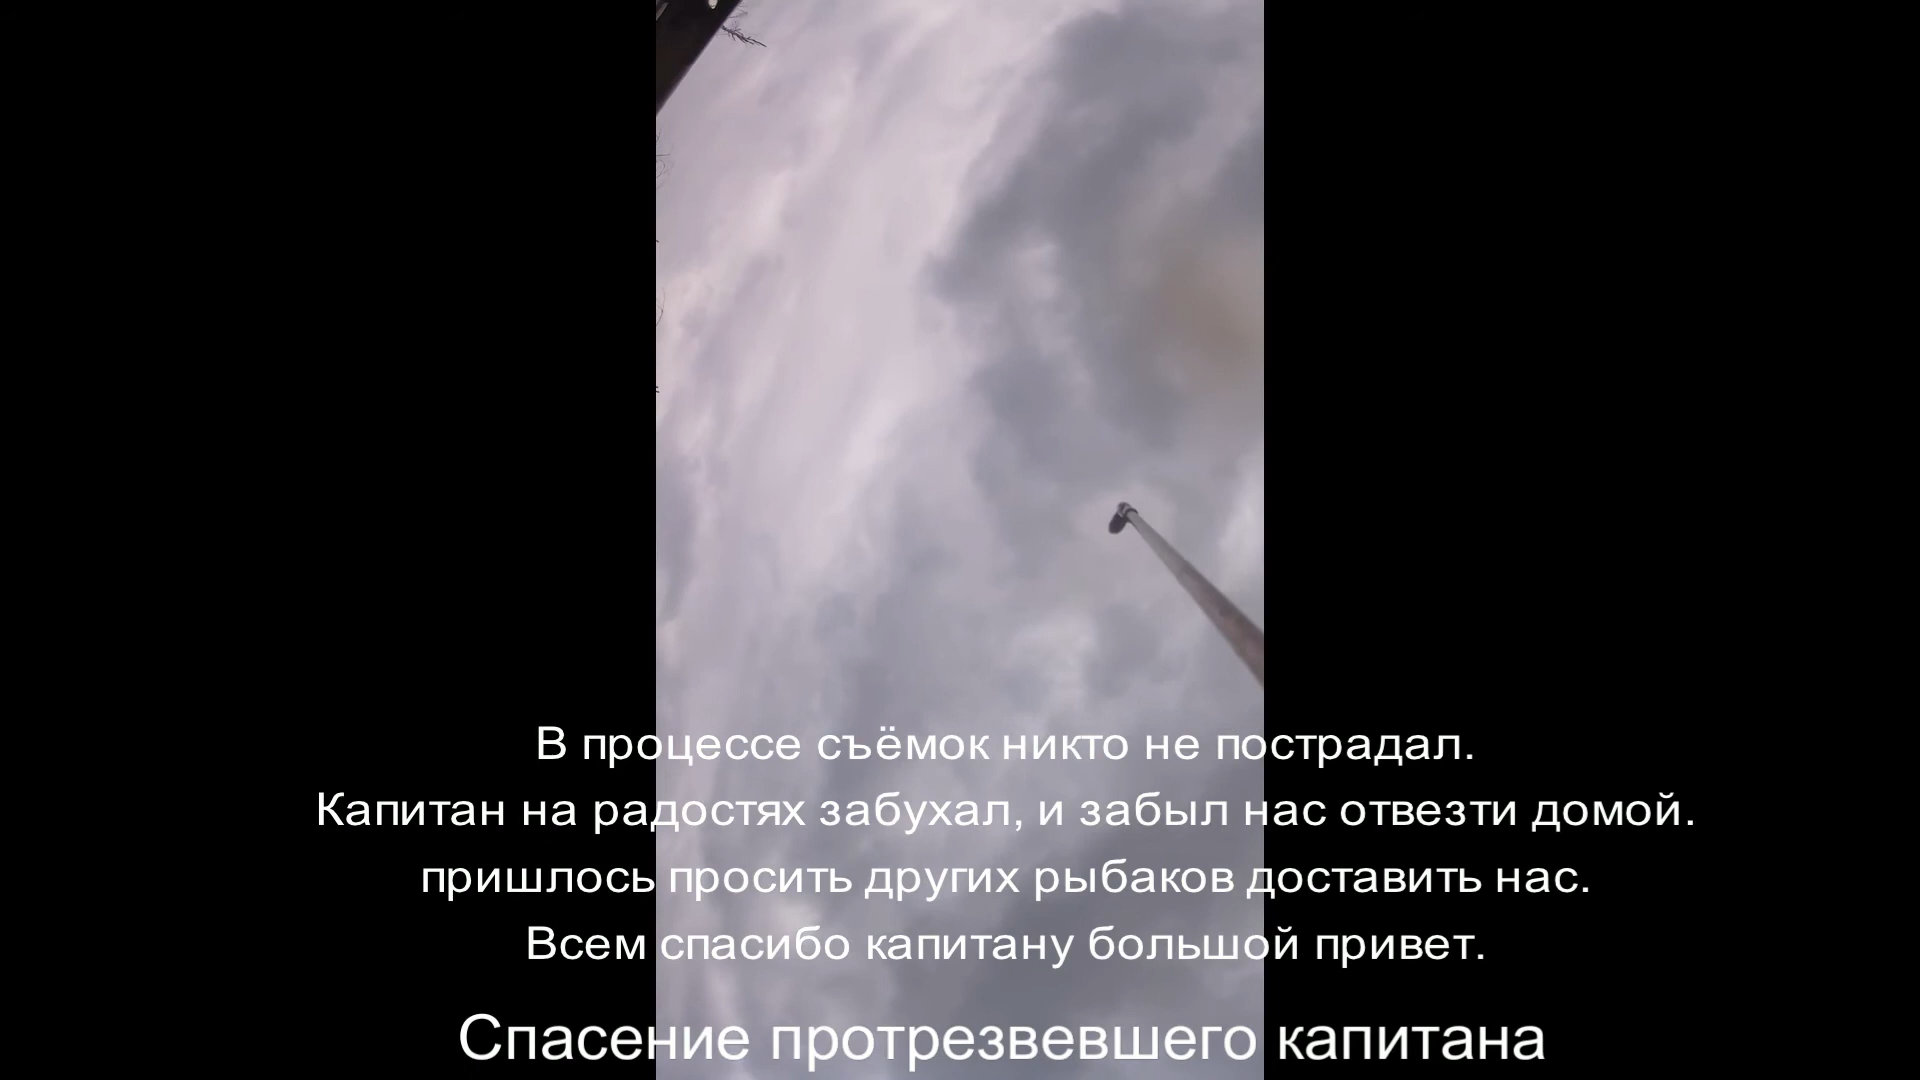 В процессе съёмок никто не пострадал.
Капитан на радостях забухал, и забыл нас отвезти домой.
пришлось просить других рыбаков доставить нас.
Всем спасибо капитану большой привет.
Спасение протрезвевшего капитана